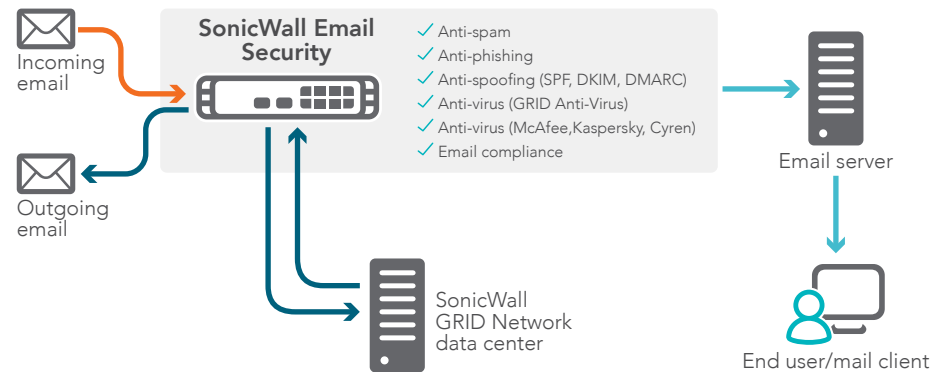 Incoming
email
Outgoing
email
SonicWall Email
Security
Anti-spam
Anti-phishing
Anti-spoofing (SPF, DKIM, DMARC)
Anti-virus (GRID Anti-Virus)
Anti-virus (McAfee,Kaspersky, Cyren)
Email compliance
Email server
SonicWall
GRID Network
data center
End user/mail client